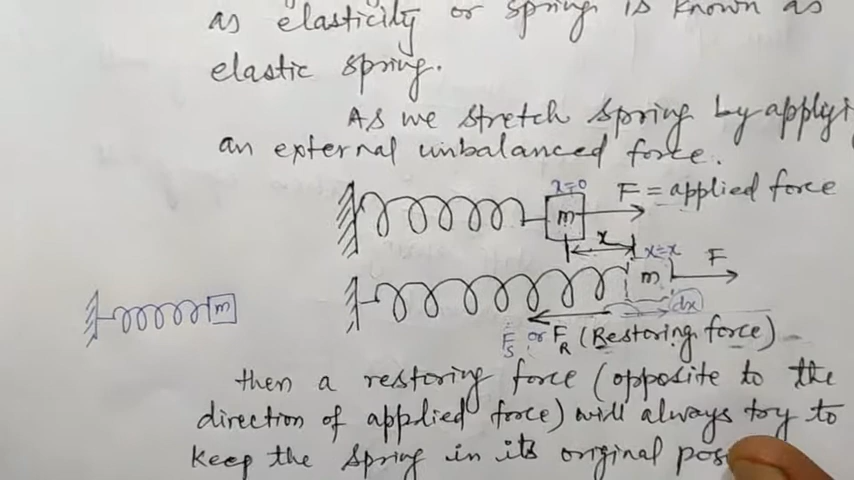 as elasticity or spring is known as
elastic spring.
As we stretch spring by applyi
an external unbalanced force.
x=0
F = applied force
m
x
x=x
F
m
dx
m
F_S or F_R (Restoring force)
then a restoring force (opposite to the
direction of applied force) will always try to
keep the spring in its original pos